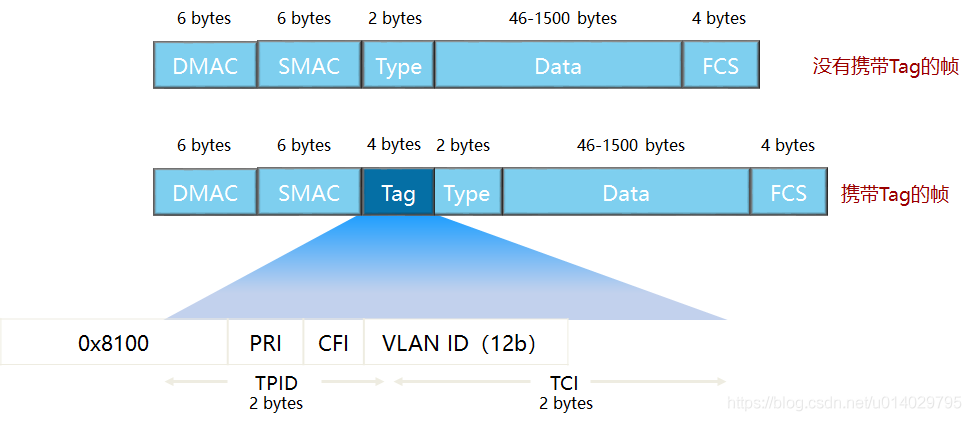 6 bytes 6 bytes 2 bytes 46-1500 bytes 4 bytes
DMAC SMAC Type Data FCS 没有携带Tag的帧
6 bytes 6 bytes 4 bytes 2 bytes 46-1500 bytes 4 bytes
DMAC SMAC Tag Type Data FCS 携带Tag的帧
0x8100 PRI CFI VLAN ID（12b）
TPID TCI
2 bytes 2 bytes
https://blog.csdn.net/u014029795